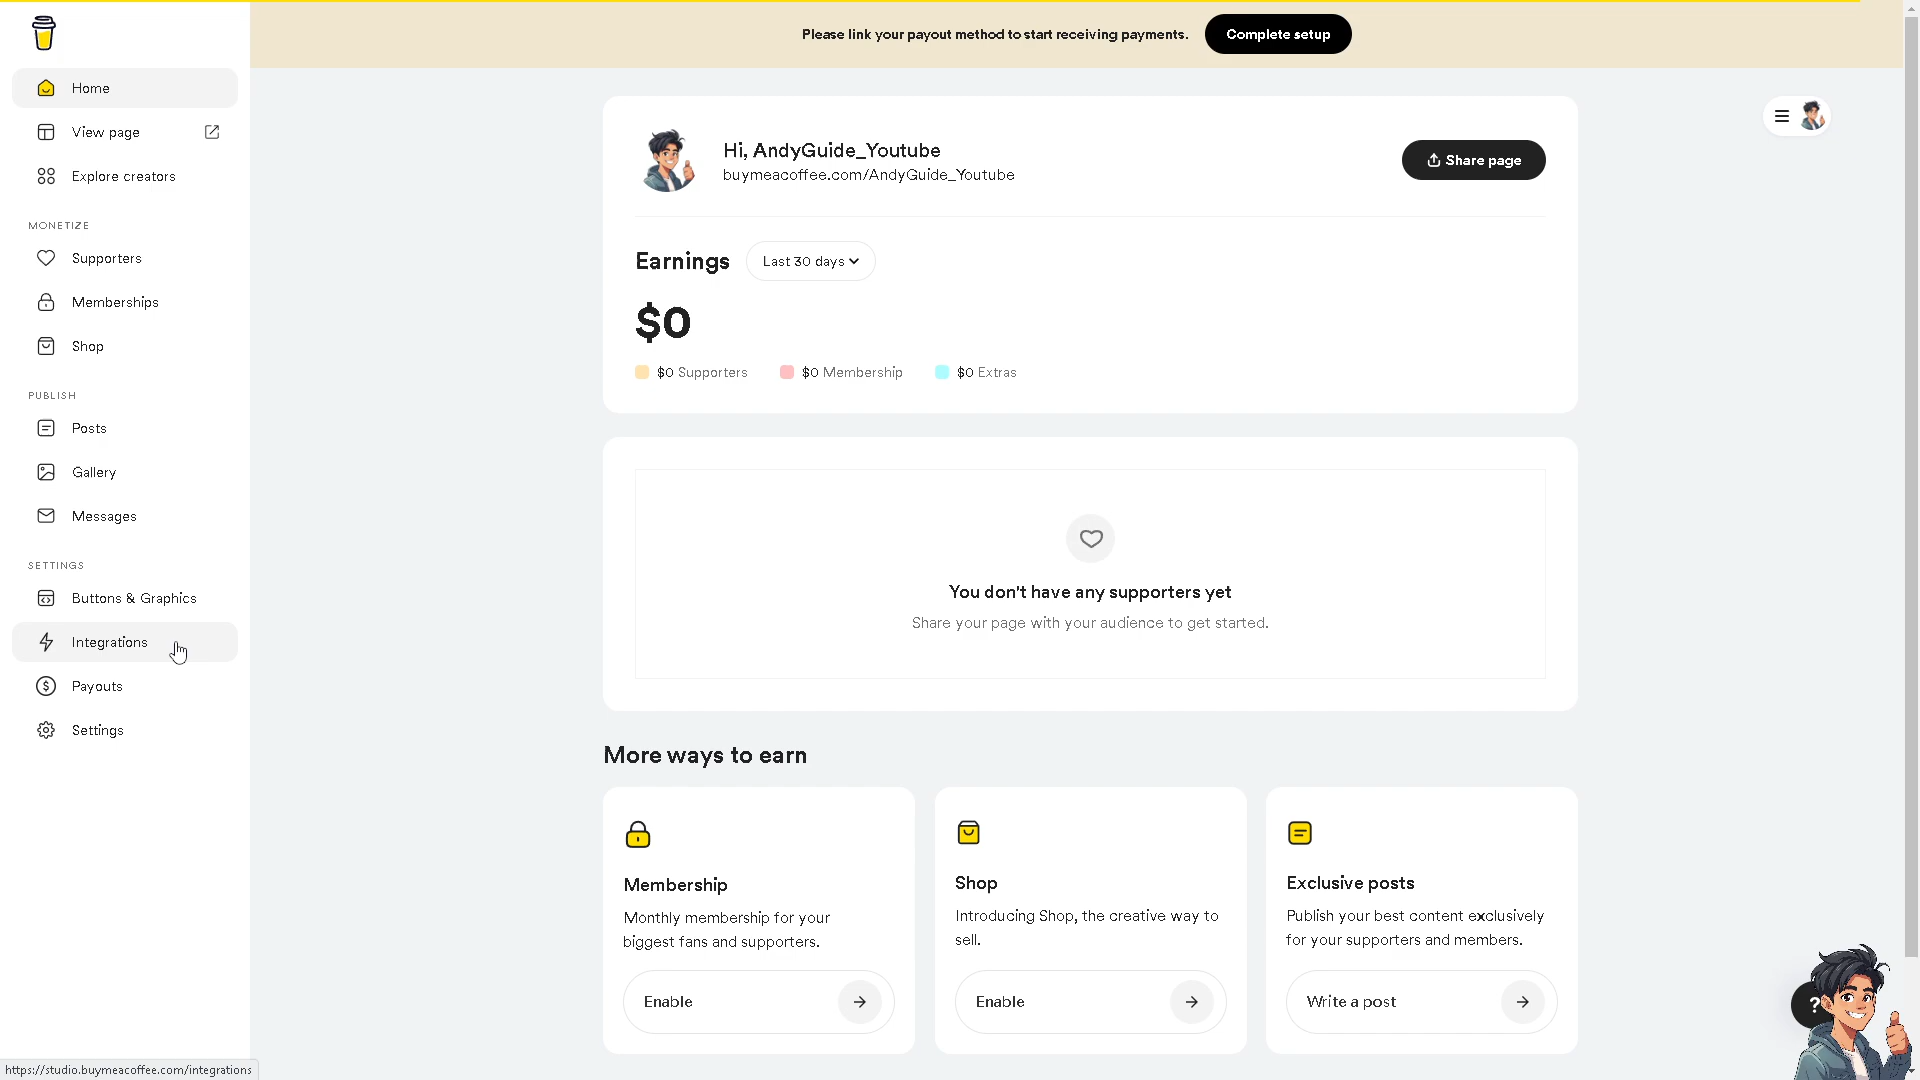 Please link your payout method to start receiving payments.
Complete setup
Home
View page
Explore creators
MONETIZE
Supporters
Memberships
Shop
PUBLISH
Posts
Gallery
Messages
SETTINGS
Buttons & Graphics
Integrations
Payouts
Settings
Hi, AndyGuide_Youtube
buymeacoffee.com/AndyGuide_Youtube
Share page
Earnings
Last 30 days
$0
$0 Supporters
$0 Membership
$0 Extras
You don't have any supporters yet
Share your page with your audience to get started.
More ways to earn
Membership
Monthly membership for your
biggest fans and supporters.
Enable
Shop
Introducing Shop, the creative way to
sell.
Enable
Exclusive posts
Publish your best content exclusively
for your supporters and members.
Write a post
?
https://studio.buymeacoffee.com/integrations